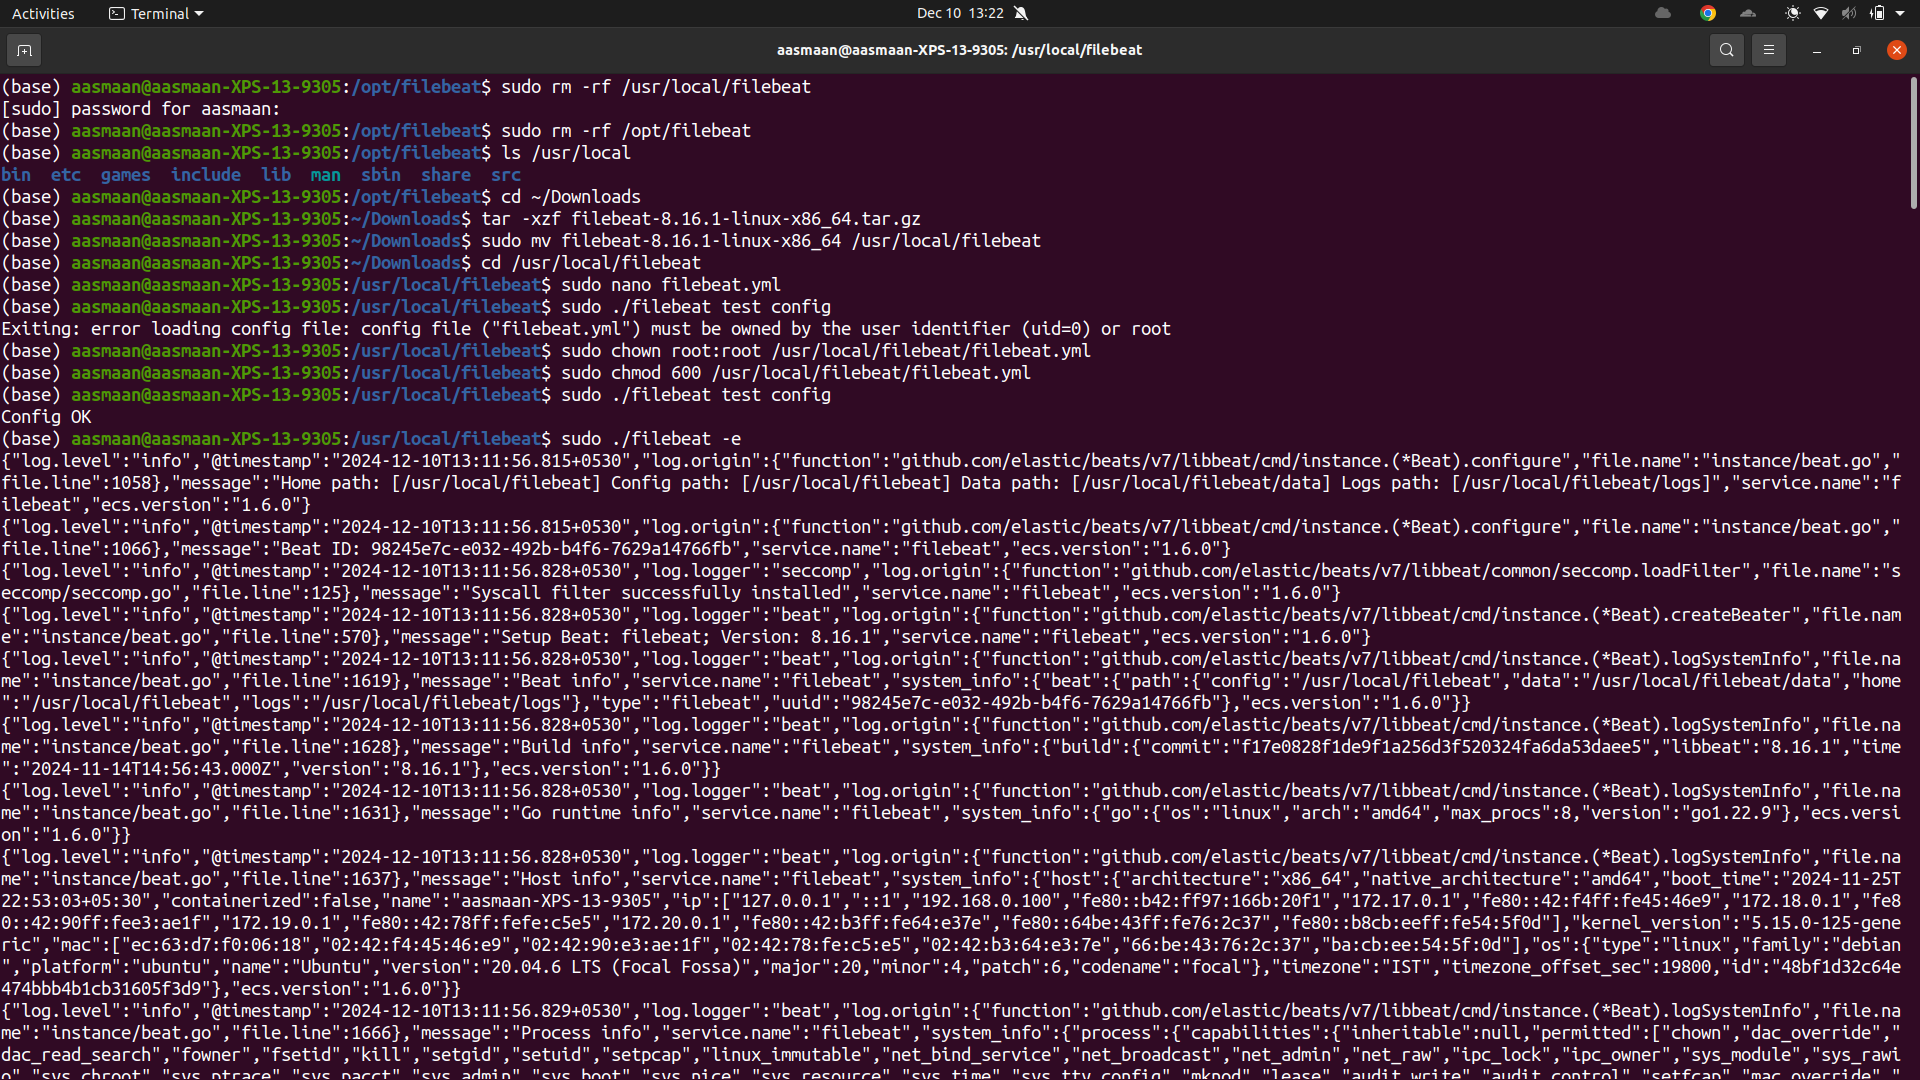 Activities
Terminal
Dec 10 13:22
aasmaan@aasmaan-XPS-13-9305: /usr/local/filebeat
(base) aasmaan@aasmaan-XPS-13-9305:/opt/filebeat$ sudo rm -rf /usr/local/filebeat
[sudo] password for aasmaan:
(base) aasmaan@aasmaan-XPS-13-9305:/opt/filebeat$ sudo rm -rf /opt/filebeat
(base) aasmaan@aasmaan-XPS-13-9305:/opt/filebeat$ ls /usr/local
bin etc games include lib man sbin share src
(base) aasmaan@aasmaan-XPS-13-9305:/opt/filebeat$ cd ~/Downloads
(base) aasmaan@aasmaan-XPS-13-9305:~/Downloads$ tar -xzf filebeat-8.16.1-linux-x86_64.tar.gz
(base) aasmaan@aasmaan-XPS-13-9305:~/Downloads$ sudo mv filebeat-8.16.1-linux-x86_64 /usr/local/filebeat
(base) aasmaan@aasmaan-XPS-13-9305:~/Downloads$ cd /usr/local/filebeat
(base) aasmaan@aasmaan-XPS-13-9305:/usr/local/filebeat$ sudo nano filebeat.yml
(base) aasmaan@aasmaan-XPS-13-9305:/usr/local/filebeat$ sudo ./filebeat test config
Exiting: error loading config file: config file ("filebeat.yml") must be owned by the user identifier (uid=0) or root
(base) aasmaan@aasmaan-XPS-13-9305:/usr/local/filebeat$ sudo chown root:root /usr/local/filebeat/filebeat.yml
(base) aasmaan@aasmaan-XPS-13-9305:/usr/local/filebeat$ sudo chmod 600 /usr/local/filebeat/filebeat.yml
(base) aasmaan@aasmaan-XPS-13-9305:/usr/local/filebeat$ sudo ./filebeat test config
Config OK
(base) aasmaan@aasmaan-XPS-13-9305:/usr/local/filebeat$ sudo ./filebeat -e
{"log.level":"info","@timestamp":"2024-12-10T13:11:56.815+0530","log.origin":{"function":"github.com/elastic/beats/v7/libbeat/cmd/instance.(*Beat).configure","file.name":"instance/beat.go","
file.line":1058},"message":"Home path: [/usr/local/filebeat] Config path: [/usr/local/filebeat] Data path: [/usr/local/filebeat/data] Logs path: [/usr/local/filebeat/logs]","service.name":"f
ilebeat","ecs.version":"1.6.0"}
{"log.level":"info","@timestamp":"2024-12-10T13:11:56.815+0530","log.origin":{"function":"github.com/elastic/beats/v7/libbeat/cmd/instance.(*Beat).configure","file.name":"instance/beat.go","
file.line":1066},"message":"Beat ID: 98245e7c-e032-492b-b4f6-7629a14766fb","service.name":"filebeat","ecs.version":"1.6.0"}
{"log.level":"info","@timestamp":"2024-12-10T13:11:56.828+0530","log.logger":"seccomp","log.origin":{"function":"github.com/elastic/beats/v7/libbeat/common/seccomp.loadFilter","file.name":"s
eccomp/seccomp.go","file.line":125},"message":"Syscall filter successfully installed","service.name":"filebeat","ecs.version":"1.6.0"}
{"log.level":"info","@timestamp":"2024-12-10T13:11:56.828+0530","log.logger":"beat","log.origin":{"function":"github.com/elastic/beats/v7/libbeat/cmd/instance.(*Beat).createBeater","file.nam
e":"instance/beat.go","file.line":570},"message":"Setup Beat: filebeat; Version: 8.16.1","service.name":"filebeat","ecs.version":"1.6.0"}
{"log.level":"info","@timestamp":"2024-12-10T13:11:56.828+0530","log.logger":"beat","log.origin":{"function":"github.com/elastic/beats/v7/libbeat/cmd/instance.(*Beat).logSystemInfo","file.na
me":"instance/beat.go","file.line":1619},"message":"Beat info","service.name":"filebeat","system_info":{"beat":{"path":{"config":"/usr/local/filebeat","data":"/usr/local/filebeat/data","home
":"/usr/local/filebeat","logs":"/usr/local/filebeat/logs"},"type":"filebeat","uuid":"98245e7c-e032-492b-b4f6-7629a14766fb"},"ecs.version":"1.6.0"}}
{"log.level":"info","@timestamp":"2024-12-10T13:11:56.828+0530","log.logger":"beat","log.origin":{"function":"github.com/elastic/beats/v7/libbeat/cmd/instance.(*Beat).logSystemInfo","file.na
me":"instance/beat.go","file.line":1628},"message":"Build info","service.name":"filebeat","system_info":{"build":{"commit":"f17e0828f1de9f1a256d3f520324fa6da53daee5","libbeat":"8.16.1","time
":"2024-11-14T14:56:43.000Z","version":"8.16.1"},"ecs.version":"1.6.0"}}
{"log.level":"info","@timestamp":"2024-12-10T13:11:56.828+0530","log.logger":"beat","log.origin":{"function":"github.com/elastic/beats/v7/libbeat/cmd/instance.(*Beat).logSystemInfo","file.na
me":"instance/beat.go","file.line":1631},"message":"Go runtime info","service.name":"filebeat","system_info":{"go":{"os":"linux","arch":"amd64","max_procs":8,"version":"go1.22.9"},"ecs.versi
on":"1.6.0"}}
{"log.level":"info","@timestamp":"2024-12-10T13:11:56.828+0530","log.logger":"beat","log.origin":{"function":"github.com/elastic/beats/v7/libbeat/cmd/instance.(*Beat).logSystemInfo","file.na
me":"instance/beat.go","file.line":1637},"message":"Host info","service.name":"filebeat","system_info":{"host":{"architecture":"x86_64","native_architecture":"amd64","boot_time":"2024-11-25T
22:53:03+05:30","containerized":false,"name":"aasmaan-XPS-13-9305","ip":["127.0.0.1","::1","192.168.0.100","fe80::b42:ff97:166b:20f1","172.17.0.1","fe80::42:f4ff:fe45:46e9","172.18.0.1","fe8
0::42:90ff:fee3:ae1f","172.19.0.1","fe80::42:78ff:fefe:c5e5","172.20.0.1","fe80::42:b3ff:fe64:e37e","fe80::64be:43ff:fe76:2c37","fe80::b8cb:eeff:fe54:5f0d"],"kernel_version":"5.15.0-125-gene
ric","mac":["ec:63:d7:f0:06:18","02:42:f4:45:46:e9","02:42:90:e3:ae:1f","02:42:78:fe:c5:e5","02:42:b3:64:e3:7e","66:be:43:76:2c:37","ba:cb:ee:54:5f:0d"],"os":{"type":"linux","family":"debian
","platform":"ubuntu","name":"Ubuntu","version":"20.04.6 LTS (Focal Fossa)","major":20,"minor":4,"patch":6,"codename":"focal"},"timezone":"IST","timezone_offset_sec":19800,"id":"48bf1d32c64e
474bbb4b1cb31605f3d9"},"ecs.version":"1.6.0"}}
{"log.level":"info","@timestamp":"2024-12-10T13:11:56.829+0530","log.logger":"beat","log.origin":{"function":"github.com/elastic/beats/v7/libbeat/cmd/instance.(*Beat).logSystemInfo","file.na
me":"instance/beat.go","file.line":1666},"message":"Process info","service.name":"filebeat","system_info":{"process":{"capabilities":{"inheritable":null,"permitted":["chown","dac_override","
dac_read_search","fowner","fsetid","kill","setgid","setuid","setpcap","linux_immutable","net_bind_service","net_broadcast","net_admin","net_raw","ipc_lock","ipc_owner","sys_module","sys_rawi
o","sys_chroot","sys_ptrace","sys_pacct","sys_admin","sys_boot","sys_nice","sys_resource","sys_time","sys_tty_config","mknod","lease","audit_write","audit_control","setfcap","mac_override","